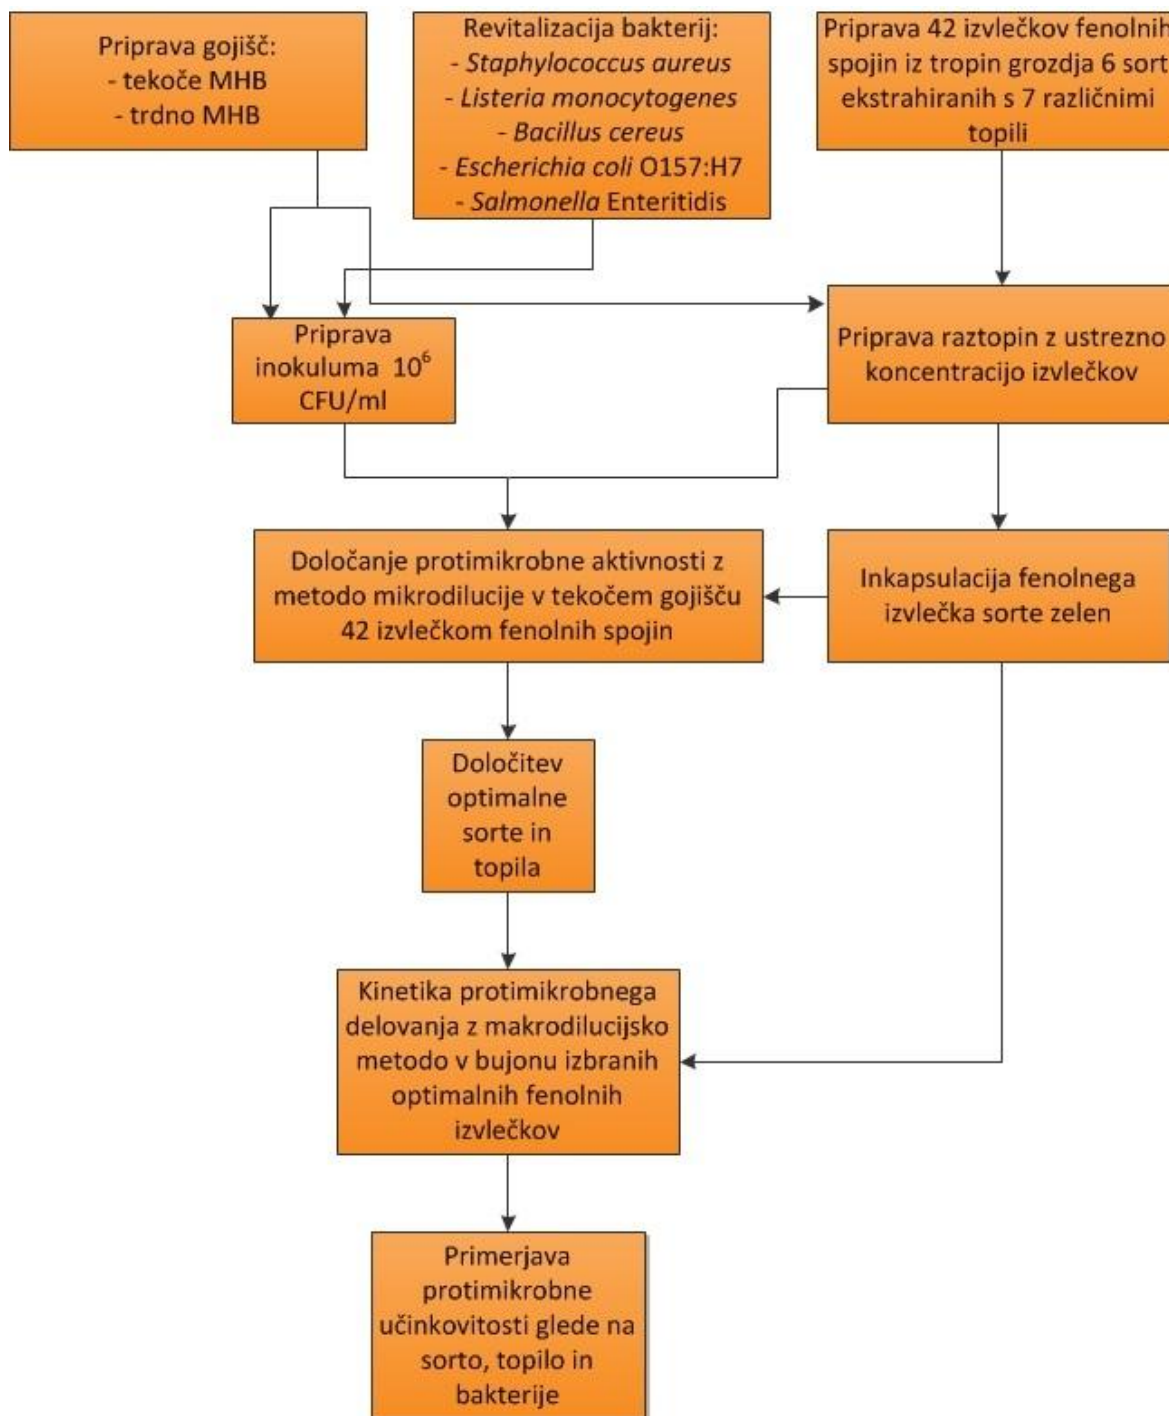 Priprava gojišč:
- tekoče MHB
- trdno MHB
Revitalizacija bakterij:
- Staphylococcus aureus
- Listeria monocytogenes
- Bacillus cereus
- Escherichia coli O157:H7
- Salmonella Enteritidis
Priprava 42 izvlečkov fenolnih
spojin iz tropin grozdja 6 sort
ekstrahiranih s 7 različnimi
topili
Priprava
inokuluma 10⁶
CFU/ml
Priprava raztopin z ustrezno
koncentracijo izvlečkov
Določanje protimikrobne aktivnosti z
metodo mikrodilucije v tekočem gojišču
42 izvlečkom fenolnih spojin
Inkapsulacija fenolnega
izvlečka sorte zelen
Določitev
optimalne
sorte in
topila
Kinetika protimikrobnega
delovanja z makrodilucijsko
metodo v bujonu izbranih
optimalnih fenolnih
izvlečkov
Primerjava
protimikrobne
učinkovitosti glede na
sorto, topilo in
bakterije